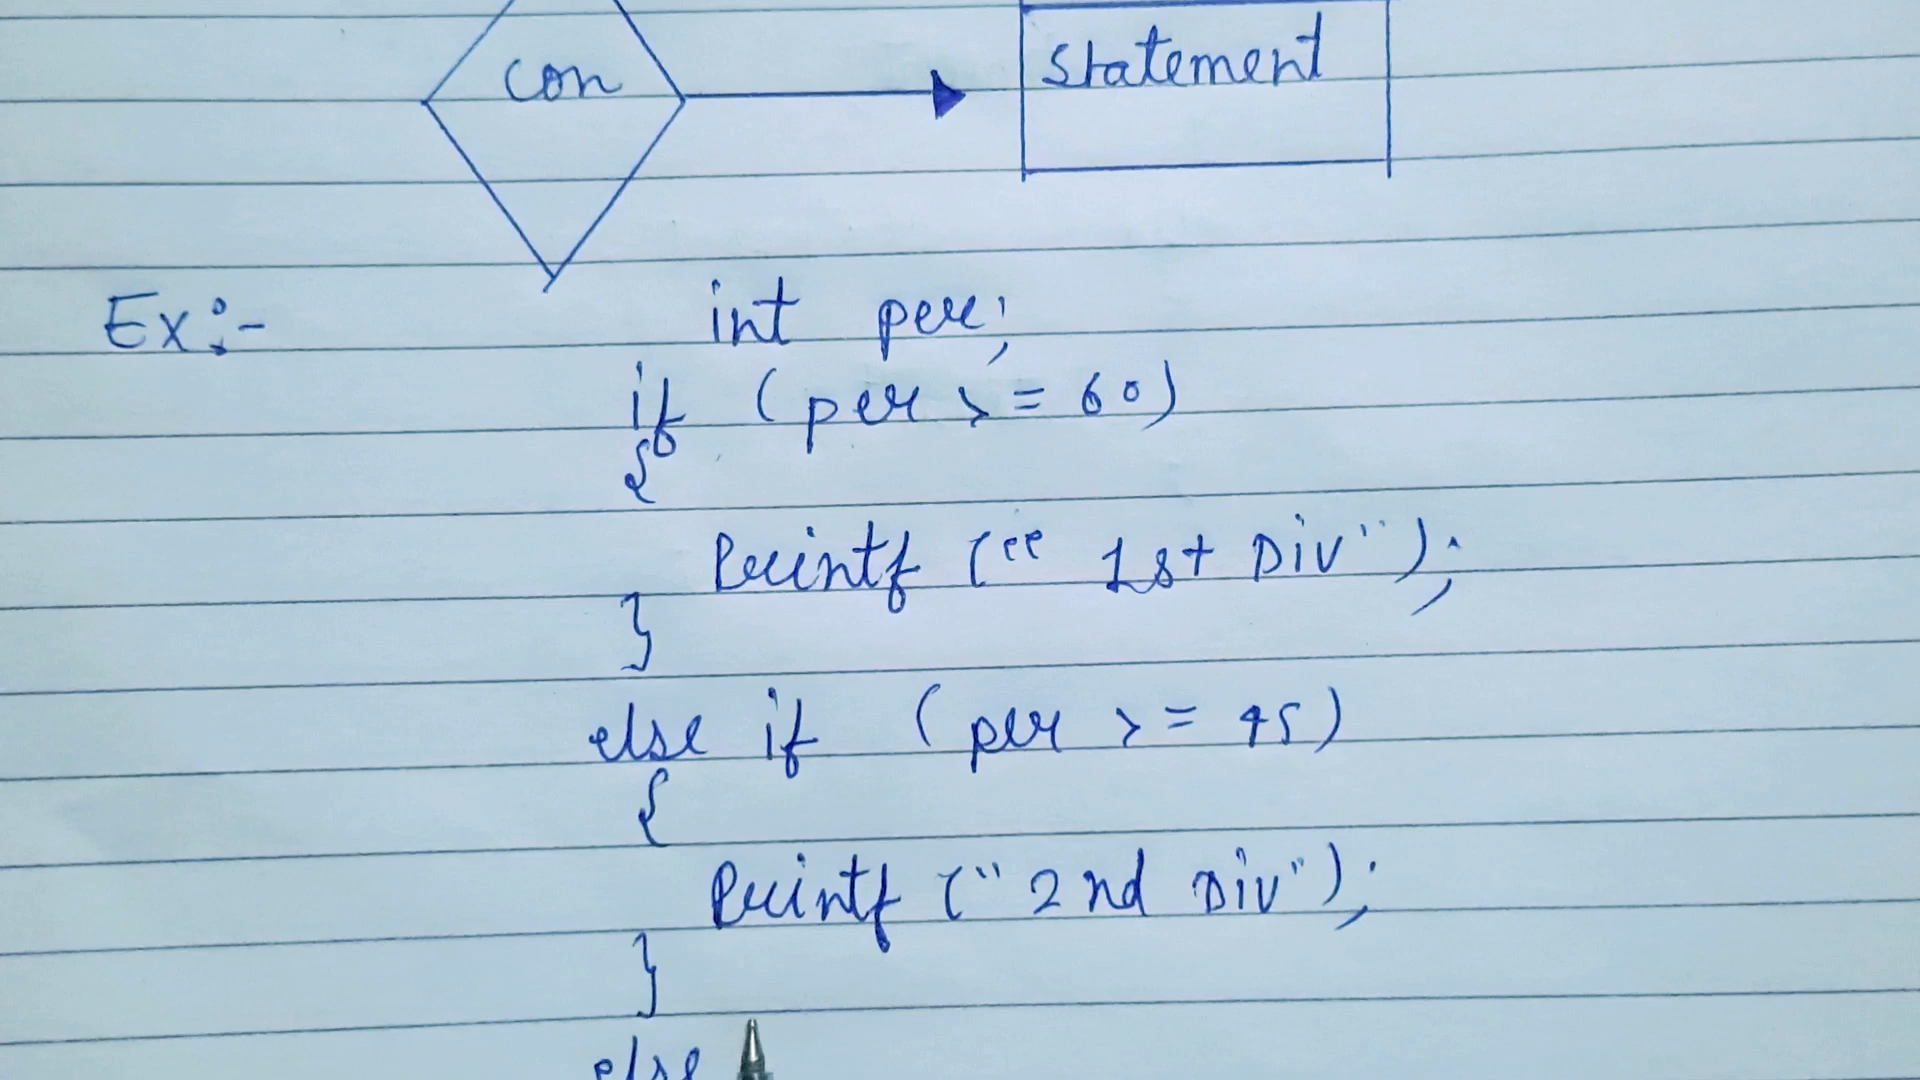 con
statement
Ex:-
int per;
if (per >= 60)
{
Printf (" 1st Div");
}
else if (per >= 45)
{
Printf (" 2nd Div");
}
else